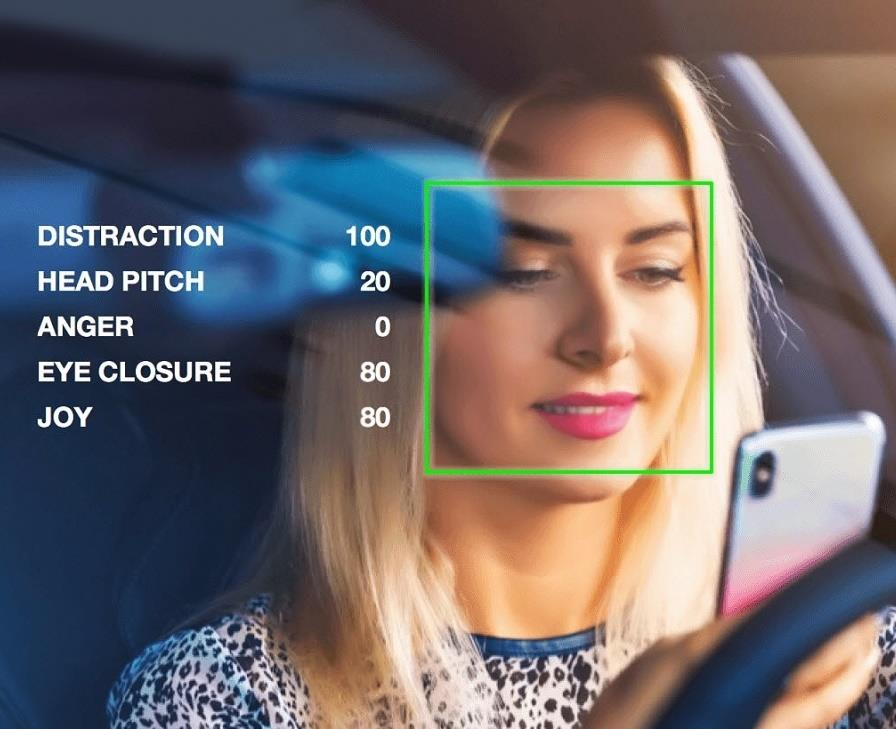 DISTRACTION 100
HEAD PITCH 20
ANGER 0
EYE CLOSURE 80
JOY 80